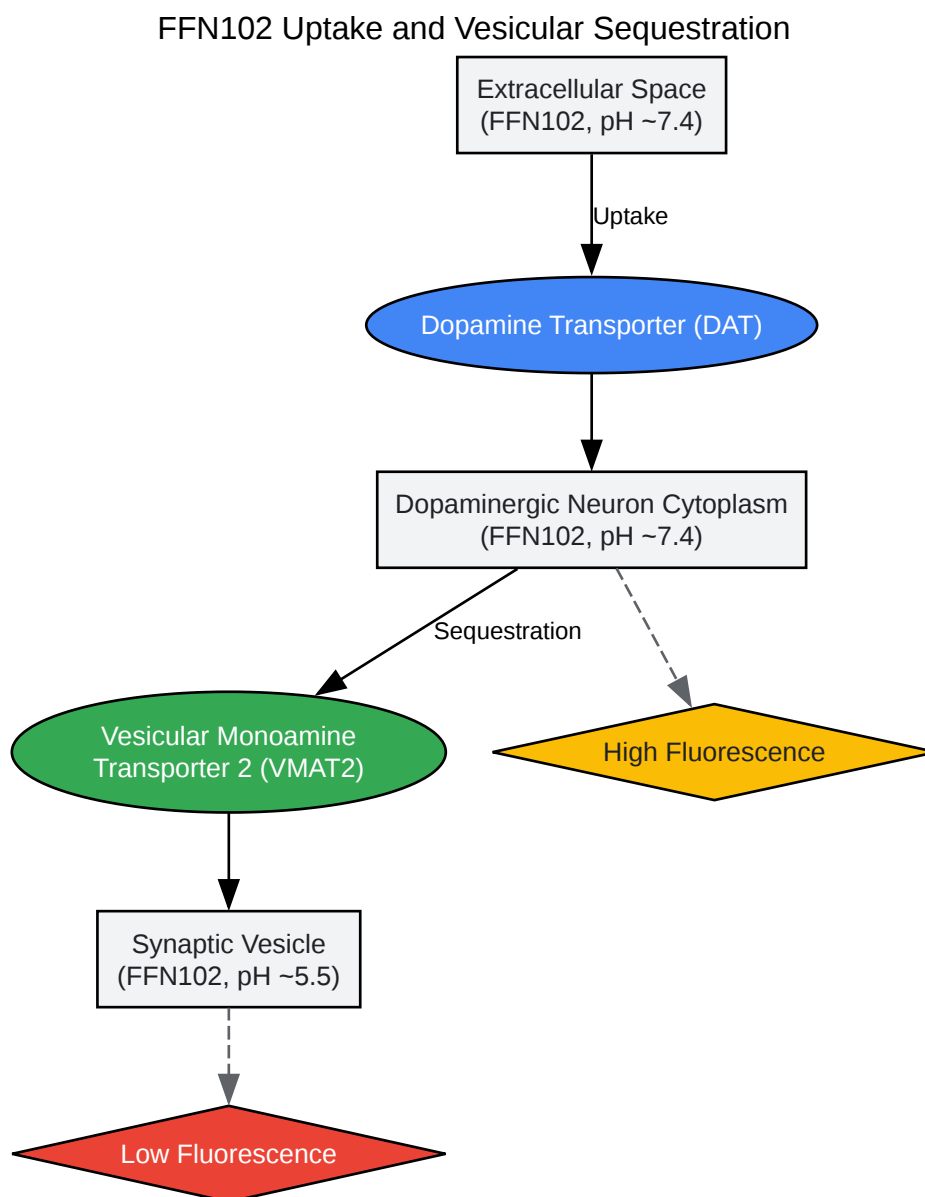 FFN102 Uptake and Vesicular Sequestration
Extracellular Space
(FFN102, pH ~7.4)
Uptake
Dopamine Transporter (DAT)
Dopaminergic Neuron Cytoplasm
(FFN102, pH ~7.4)
Sequestration
Vesicular Monoamine
Transporter 2 (VMAT2)
High Fluorescence
Synaptic Vesicle
(FFN102, pH ~5.5)
Low Fluorescence